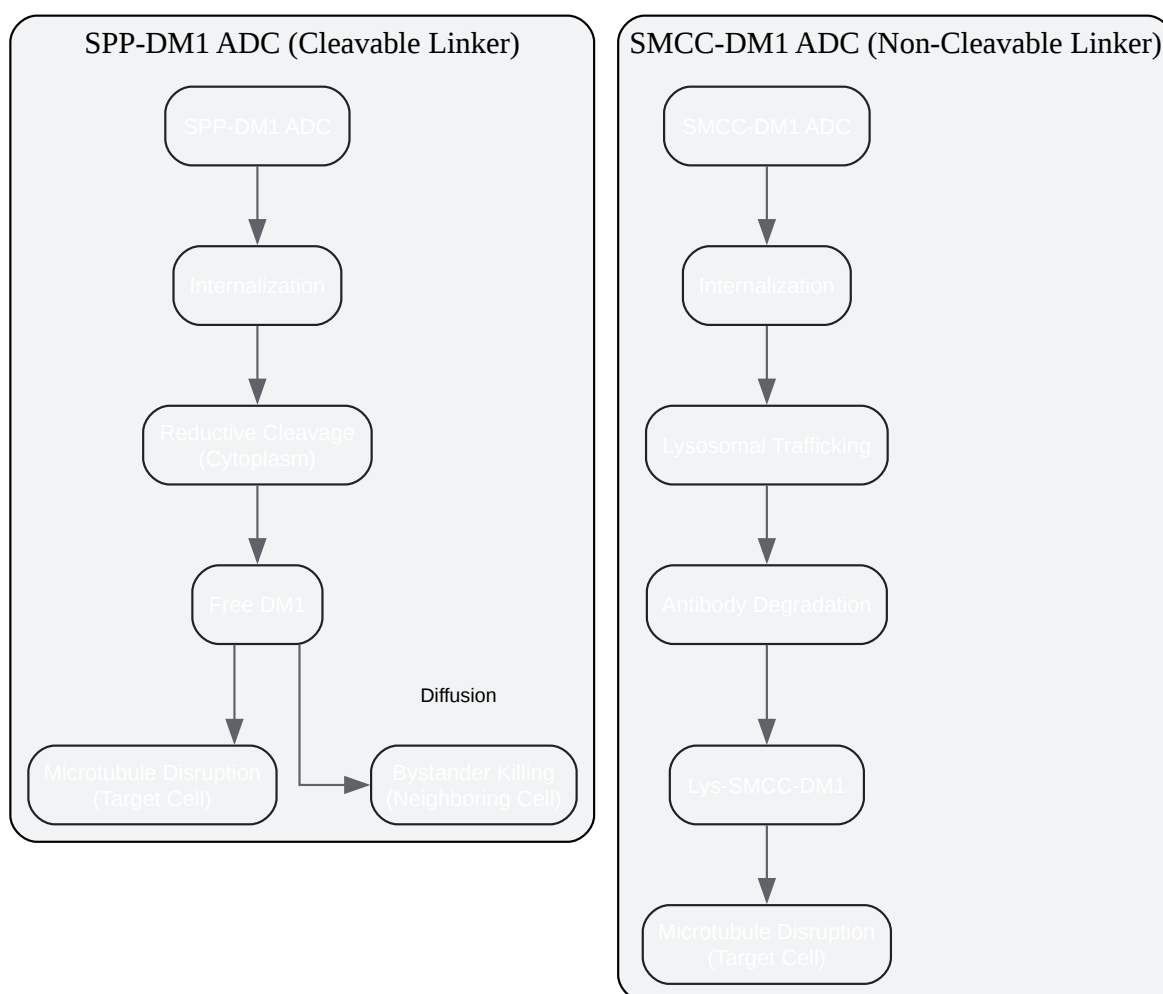 SPP-DM1 ADC (Cleavable Linker)
SPP-DM1 ADC
Internalization
Reductive Cleavage
(Cytoplasm)
Free DM1
Diffusion
Microtubule Disruption
(Target Cell)
Bystander Killing
(Neighboring Cell)
SMCC-DM1 ADC (Non-Cleavable Linker)
SMCC-DM1 ADC
Internalization
Lysosomal Trafficking
Antibody Degradation
Lys-SMCC-DM1
Microtubule Disruption
(Target Cell)